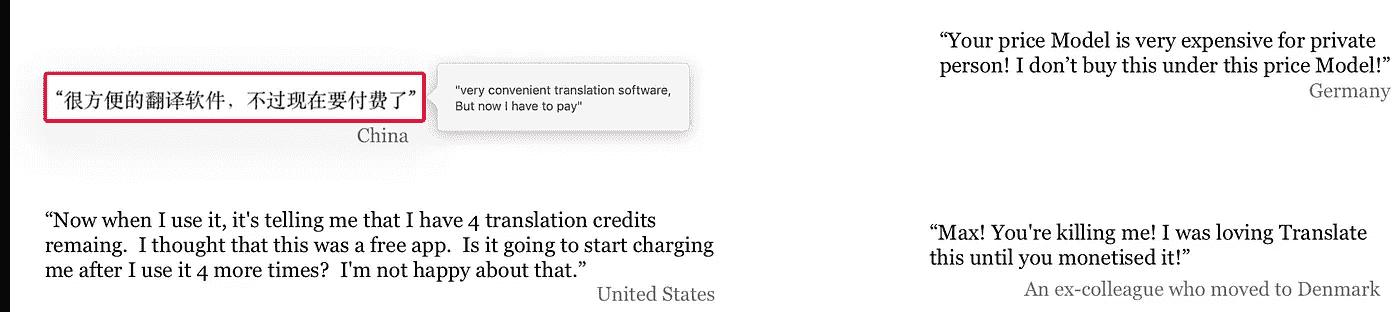 “很方便的翻译软件，不过现在要付费了”
China
"very convenient translation software,
But now I have to pay"
“Your price Model is very expensive for private
person! I don’t buy this under this price Model!”
Germany
“Now when I use it, it's telling me that I have 4 translation credits
remaing.  I thought that this was a free app.  Is it going to start charging
me after I use it 4 more times?  I'm not happy about that.”
United States
“Max! You're killing me! I was loving Translate
this until you monetised it!”
An ex-colleague who moved to Denmark